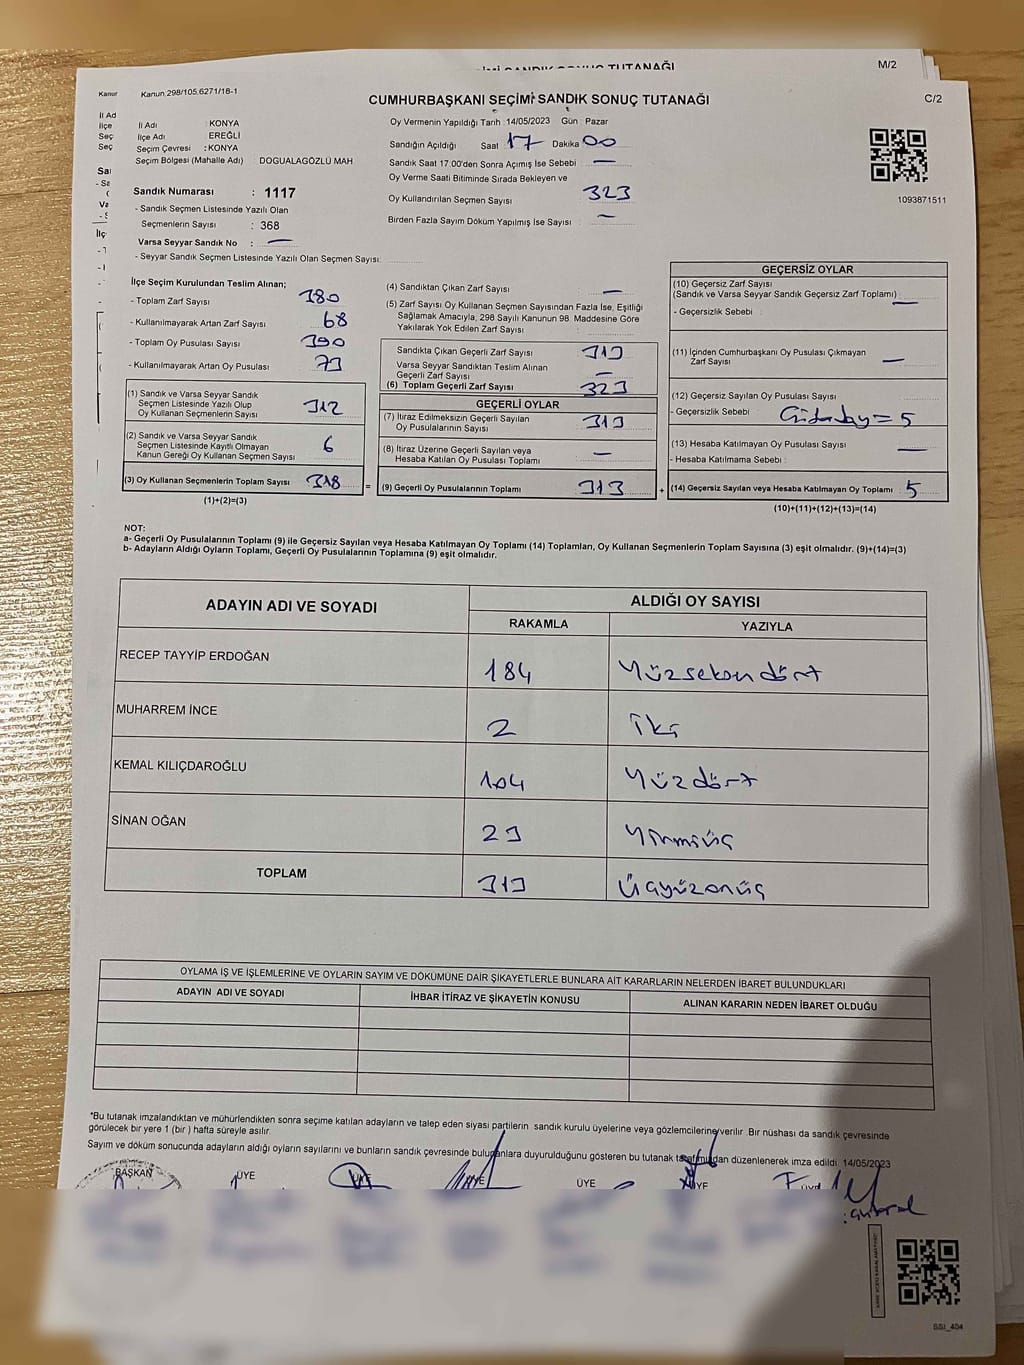 M/2
SANDIK SONUÇ TUTANAĞI
Kanun 298/105.6271/18-1
C/2
CUMHURBAŞKANI SEÇİMİ SANDIK SONUÇ TUTANAĞI
İl Adı : KONYA
İlçe Adı : EREĞLİ
Seçim Çevresi : KONYA
Seçim Bölgesi (Mahalle Adı) DOGUALAGÖZLÜ MAH
Sandık Numarası : 1117
- Sandık Seçmen Listesinde Yazılı Olan
Seçmenlerin Sayısı : 368
Varsa Seyyar Sandık No : —
- Seyyar Sandık Seçmen Listesinde Yazılı Olan Seçmen Sayısı:
Oy Vermenin Yapıldığı Tarih :14/05/2023 Gün : Pazar
Sandığın Açıldığı Saat 17 Dakika 00
Sandık Saat 17.00'den Sonra Açımış İse Sebebi : —
Oy Verme Saati Bitiminde Sırada Bekleyen ve
Oy Kullandırılan Seçmen Sayısı : 323
Birden Fazla Sayım Döküm Yapılmış İse Sayısı : —
1093871511
İlçe Seçim Kurulundan Teslim Alınan;
- Toplam Zarf Sayısı 380
- Kullanılmayarak Artan Zarf Sayısı 68
- Toplam Oy Pusulası Sayısı 390
- Kullanılmayarak Artan Oy Pusulası 73
(1) Sandık ve Varsa Seyyar Sandık
Seçmen Listesinde Yazılı Olup
Oy Kullanan Seçmenlerin Sayısı 312
(2) Sandık ve Varsa Seyyar Sandık
Seçmen Listesinde Kayıtlı Olmayan
Kanun Gereği Oy Kullanan Seçmen Sayısı 6
(3) Oy Kullanan Seçmenlerin Toplam Sayısı 318
(1)+(2)=(3)
(4) Sandıktan Çıkan Zarf Sayısı : —
(5) Zarf Sayısı Oy Kullanan Seçmen Sayısından Fazla İse, Eşitliği
Sağlamak Amacıyla, 298 Sayılı Kanunun 98. Maddesine Göre
Yakılarak Yok Edilen Zarf Sayısı :
Sandıkta Çıkan Geçerli Zarf Sayısı 313
Varsa Seyyar Sandıktan Teslim Alınan
Geçerli Zarf Sayısı —
(6) Toplam Geçerli Zarf Sayısı 323
GEÇERLİ OYLAR
(7) İtiraz Edilmeksizin Geçerli Sayılan
Oy Pusulalarının Sayısı 313
(8) İtiraz Üzerine Geçerli Sayılan veya
Hesaba Katılan Oy Pusulası Toplamı —
= (9) Geçerli Oy Pusulalarının Toplamı 313
GEÇERSİZ OYLAR
(10) Geçersiz Zarf Sayısı
(Sandık ve Varsa Seyyar Sandık Geçersiz Zarf Toplamı) : —
- Geçersizlik Sebebi :
(11) İçinden Cumhurbaşkanı Oy Pusulası Çıkmayan
Zarf Sayısı : —
(12) Geçersiz Sayılan Oy Pusulası Sayısı :
- Geçersizlik Sebebi = 5
(13) Hesaba Katılmayan Oy Pusulası Sayısı : —
- Hesaba Katılmama Sebebi :
+ (14) Geçersiz Sayılan veya Hesaba Katılmayan Oy Toplamı 5
(10)+(11)+(12)+(13)=(14)
NOT:
a- Geçerli Oy Pusulalarının Toplamı (9) ile Geçersiz Sayılan veya Hesaba Katılmayan Oy Toplamı (14) Toplamları, Oy Kullanan Seçmenlerin Toplam Sayısına (3) eşit olmalıdır. (9)+(14)=(3)
b- Adayların Aldığı Oyların Toplamı, Geçerli Oy Pusulalarının Toplamına (9) eşit olmalıdır.
ADAYIN ADI VE SOYADI ALDIĞI OY SAYISI
RAKAMLA YAZIYLA
RECEP TAYYİP ERDOĞAN 184 Yüzseksendört
MUHARREM İNCE 2 İki
KEMAL KILIÇDAROĞLU 104 Yüzdört
SİNAN OĞAN 23 Yirmiüç
TOPLAM 313 Üçyüzonüç
OYLAMA İŞ VE İŞLEMLERİNE VE OYLARIN SAYIM VE DÖKÜMÜNE DAİR ŞİKAYETLERLE BUNLARA AİT KARARLARIN NELERDEN İBARET BULUNDUKLARI
ADAYIN ADI VE SOYADI İHBAR İTİRAZ VE ŞİKAYETİN KONUSU ALINAN KARARIN NEDEN İBARET OLDUĞU
*Bu tutanak imzalandıktan ve mühürlendikten sonra seçime katılan adayların ve talep eden siyasi partilerin sandık kurulu üyelerine veya gözlemcilerine verilir. Bir nüshası da sandık çevresinde
görülecek bir yere 1 (bir ) hafta süreyle asılır.
Sayım ve döküm sonucunda adayların aldığı oyların sayılarını ve bunların sandık çevresinde bulunanlara duyurulduğunu gösteren bu tutanak tarafımızdan düzenlenerek imza edildi. 14/05/2023
BAŞKAN ÜYE ÜYE ÜYE ÜYE ÜYE ÜYE
SSI_404